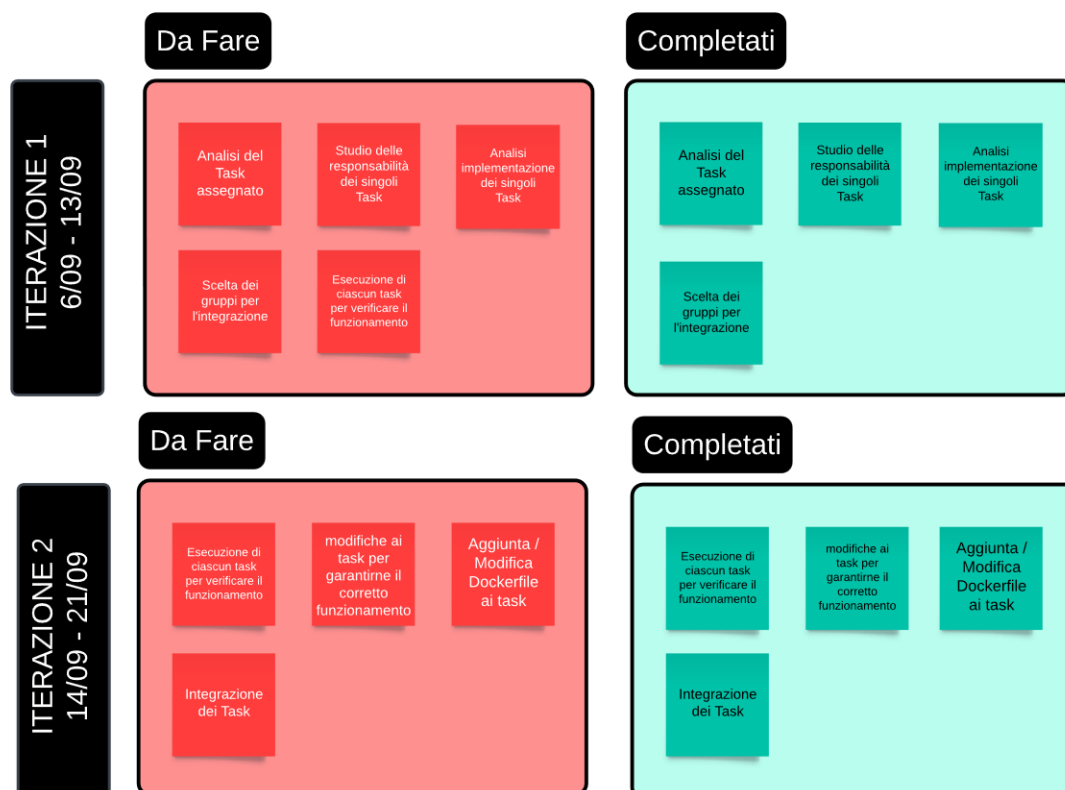 Da Fare
Completati
ITERAZIONE 1
6/09 - 13/09
Analisi del
Task
assegnato
Studio delle
responsabilità
dei singoli
Task
Analisi
implementazione
dei singoli
Task
Scelta dei
gruppi per
l'integrazione
Esecuzione di
ciascun task
per verificare il
funzionamento
Analisi del
Task
assegnato
Studio delle
responsabilità
dei singoli
Task
Analisi
implementazione
dei singoli
Task
Scelta dei
gruppi per
l'integrazione
Da Fare
Completati
ITERAZIONE 2
14/09 - 21/09
Esecuzione di
ciascun task
per verificare il
funzionamento
modifiche ai
task per
garantirne il
corretto
funzionamento
Aggiunta /
Modifica
Dockerfile
ai task
Integrazione
dei Task
Esecuzione di
ciascun task
per verificare il
funzionamento
modifiche ai
task per
garantirne il
corretto
funzionamento
Aggiunta /
Modifica
Dockerfile
ai task
Integrazione
dei Task